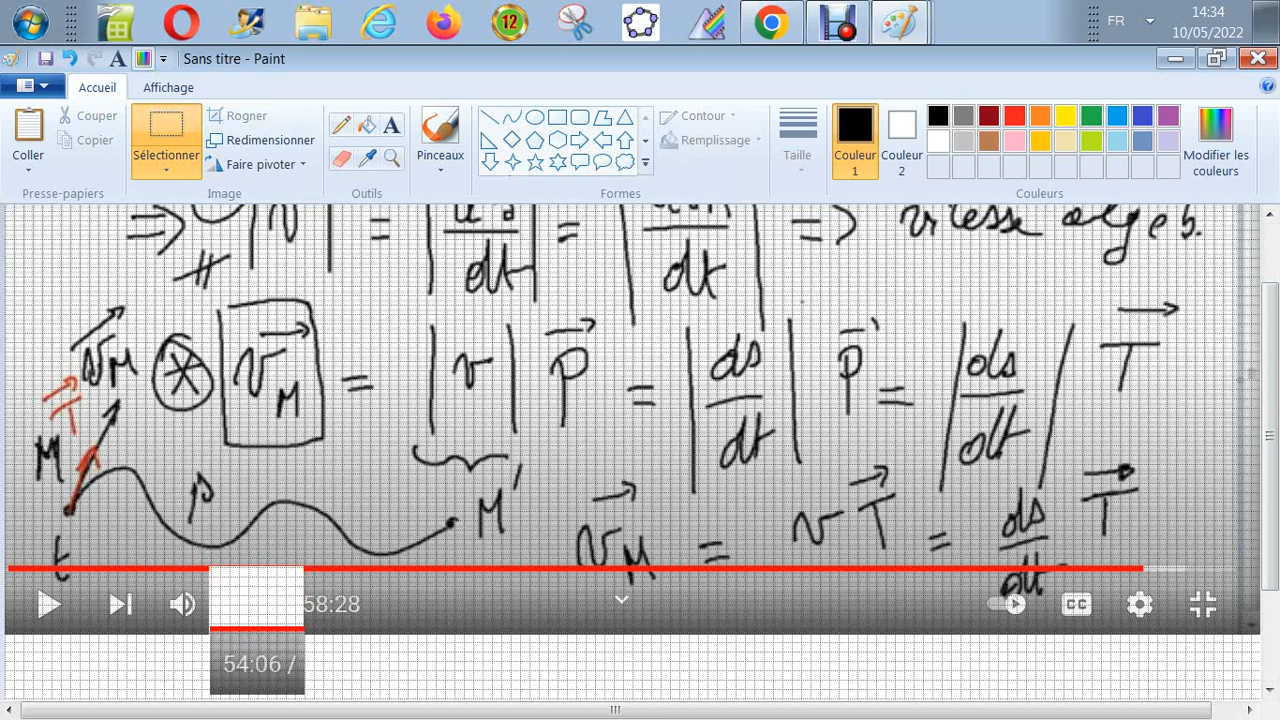 12
FR
14:34
10/05/2022
Sans titre - Paint
Accueil
Affichage
Coller
Couper
Copier
Presse-papiers
Sélectionner
Rogner
Redimensionner
Faire pivoter
Image
Outils
Pinceaux
Contour
Remplissage
Formes
Taille
Couleur 1
Couleur 2
Modifier les couleurs
Couleurs
dt = dt => vitesse algeb.
V⃗M ⊛ V⃗M = |v| P⃗ = |ds/dt| P⃗ = |ds/dt| T⃗
T⃗
M
M'
t
V⃗M = v T⃗ = ds/dt T⃗
58:28
CC
54:06 /